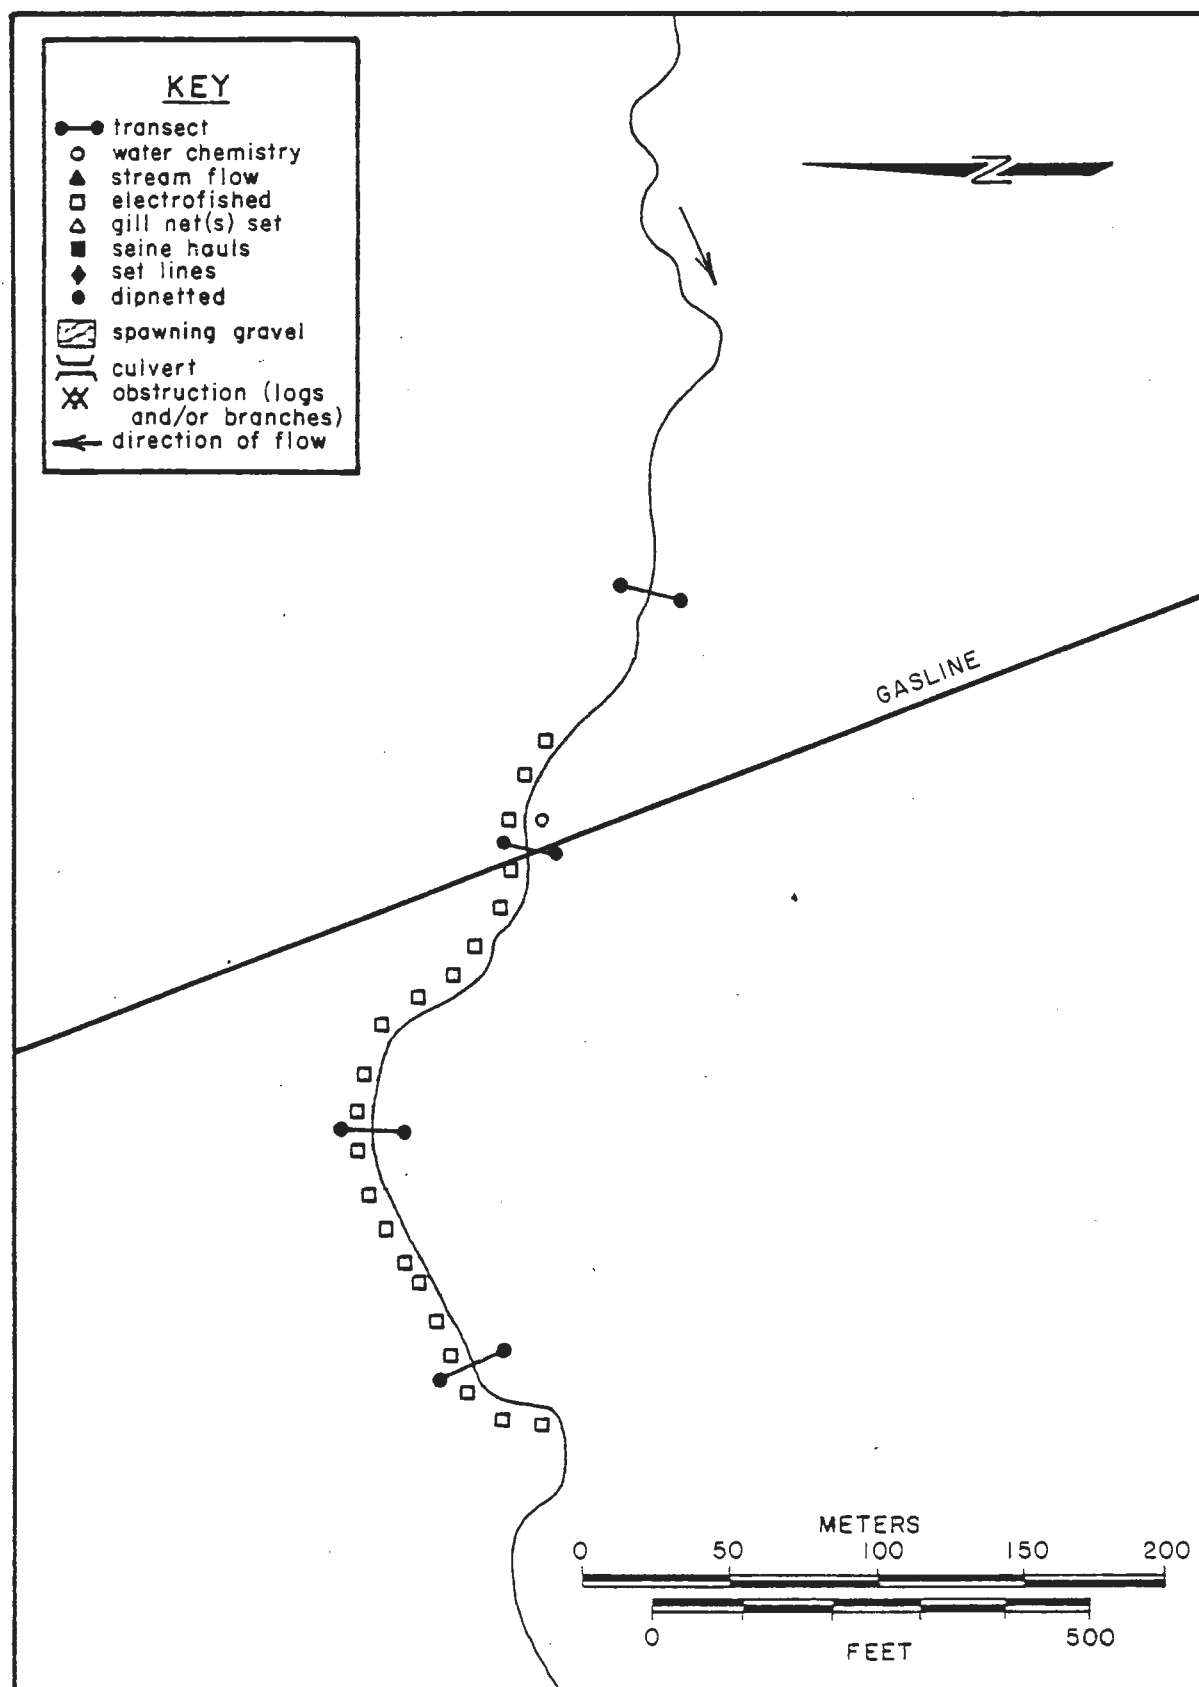 KEY
transect
water chemistry
stream flow
electrofished
gill net(s) set
seine hauls
set lines
dipnetted
spawning gravel
culvert
obstruction (logs
and/or branches)
direction of flow
N
GASLINE
METERS
0 50 100 150 200
0 500
FEET